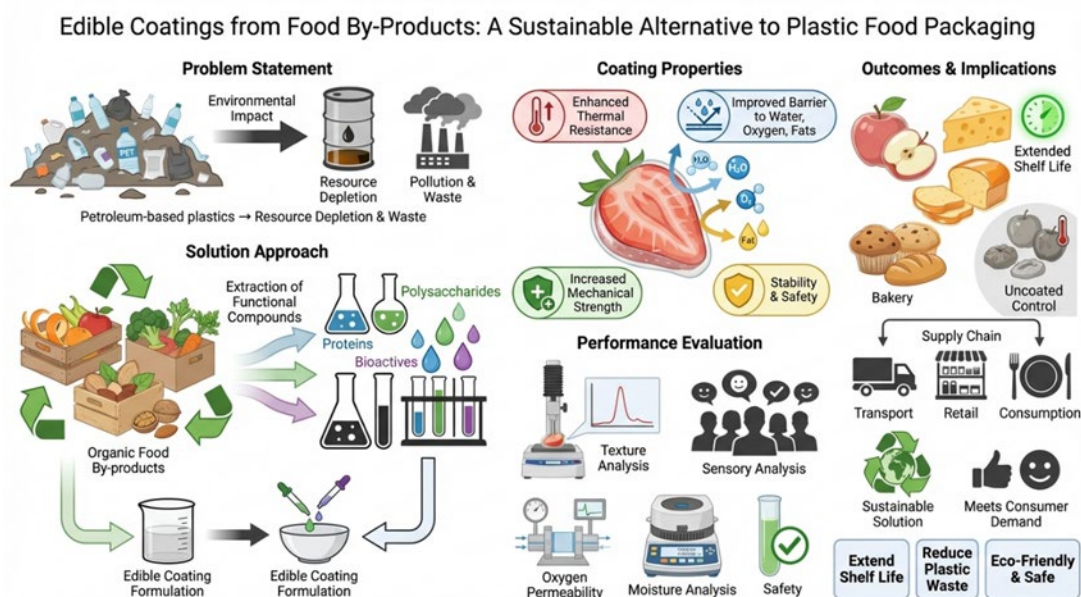 Edible Coatings from Food By-Products: A Sustainable Alternative to Plastic Food Packaging
Problem Statement
Environmental
Impact
PET
Resource
Depletion
Pollution &
Waste
Petroleum-based plastics → Resource Depletion & Waste
Solution Approach
Extraction of
Functional
Compounds
Polysaccharides
Proteins
Bioactives
Organic Food
By-products
Edible Coating
Formulation
Edible Coating
Formulation
Coating Properties
Enhanced
Thermal
Resistance
Improved Barrier
to Water,
Oxygen, Fats
H₂O
H₂O
O₂
Fat
Increased
Mechanical
Strength
Stability
& Safety
Performance Evaluation
Texture
Analysis
Sensory Analysis
Oxygen
Permeability
Moisture Analysis
Safety
Outcomes & Implications
Extended
Shelf Life
Bakery
Uncoated
Control
Supply Chain
Transport
Retail
Consumption
Sustainable
Solution
Meets Consumer
Demand
Extend
Shelf Life
Reduce
Plastic
Waste
Eco-Friendly
& Safe